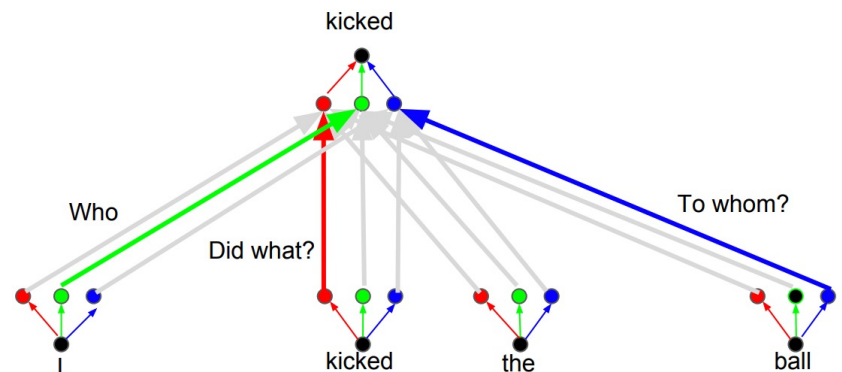 kicked
Who
To whom?
Did what?
I
kicked
the
ball